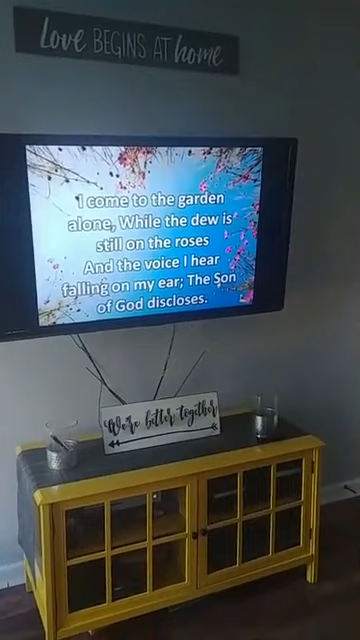 Love BEGINS AT home
I come to the garden
alone, While the dew is
still on the roses
And the voice I hear
falling on my ear; The Son
of God discloses.
We're better together